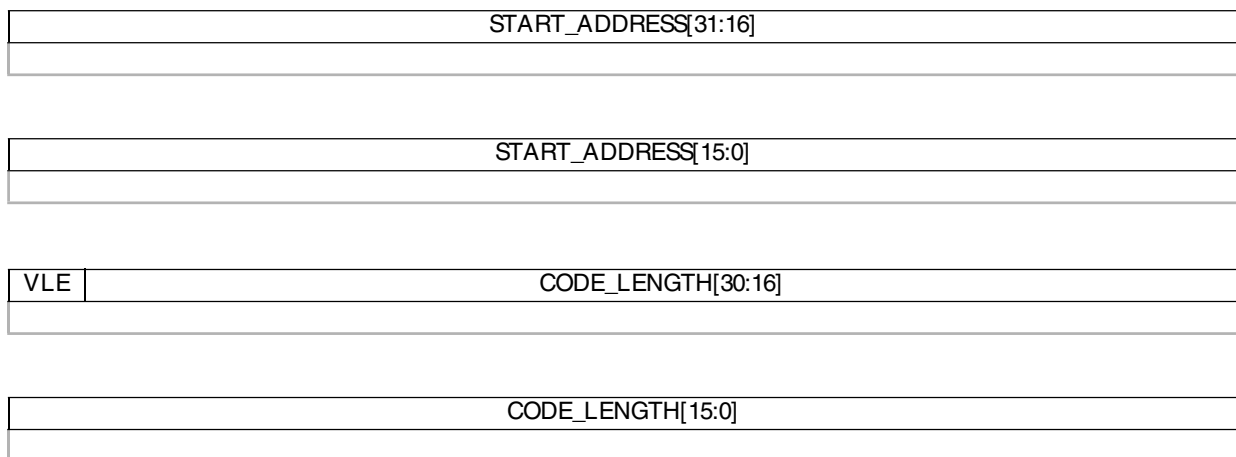 START_ADDRESS[31:16]
START_ADDRESS[15:0]
VLE CODE_LENGTH[30:16]
CODE_LENGTH[15:0]